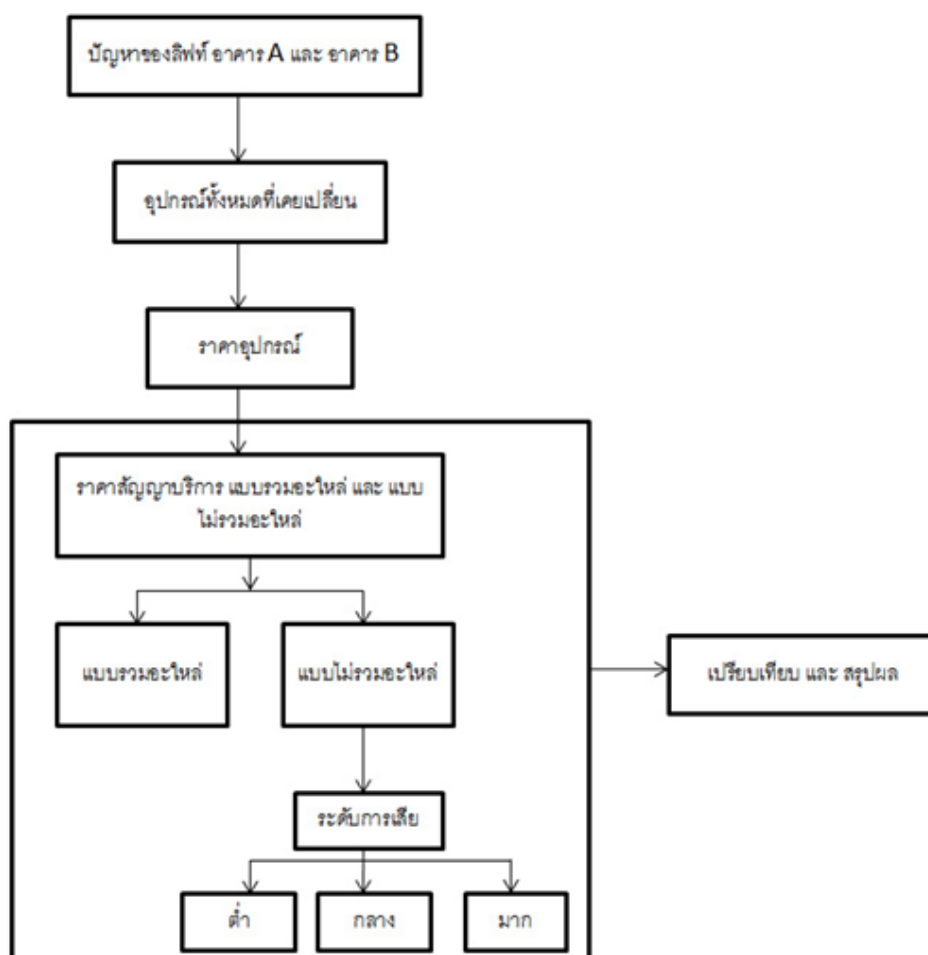 ปัญหาของลิฟท์ อาคาร A และ อาคาร B
อุปกรณ์ทั้งหมดที่เคยเปลี่ยน
ราคาอุปกรณ์
ราคาสัญญาบริการ แบบรวมอะใหล่ และ แบบ
ไม่รวมอะใหล่
แบบรวมอะใหล่
แบบไม่รวมอะใหล่
เปรียบเทียบ และ สรุปผล
ระดับการเสีย
ต่ำ
กลาง
มาก